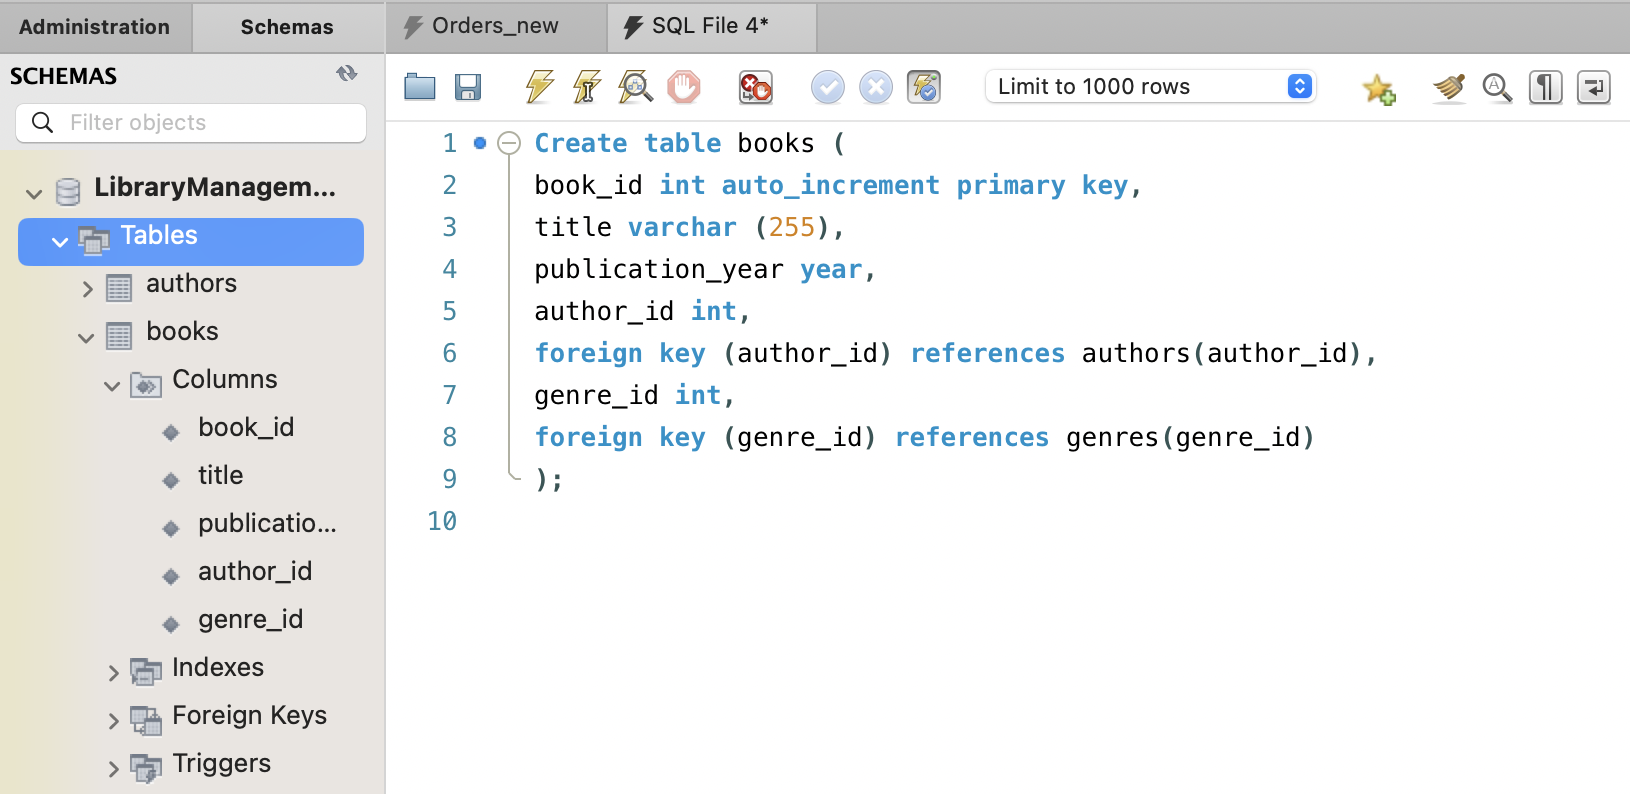 Administration
Schemas
Orders_new
SQL File 4*
SCHEMAS
Filter objects
Limit to 1000 rows
LibraryManagem...
Tables
authors
books
Columns
book_id
title
publicatio...
author_id
genre_id
Indexes
Foreign Keys
Triggers
1 Create table books (
2 book_id int auto_increment primary key,
3 title varchar (255),
4 publication_year year,
5 author_id int,
6 foreign key (author_id) references authors(author_id),
7 genre_id int,
8 foreign key (genre_id) references genres(genre_id)
9 );
10